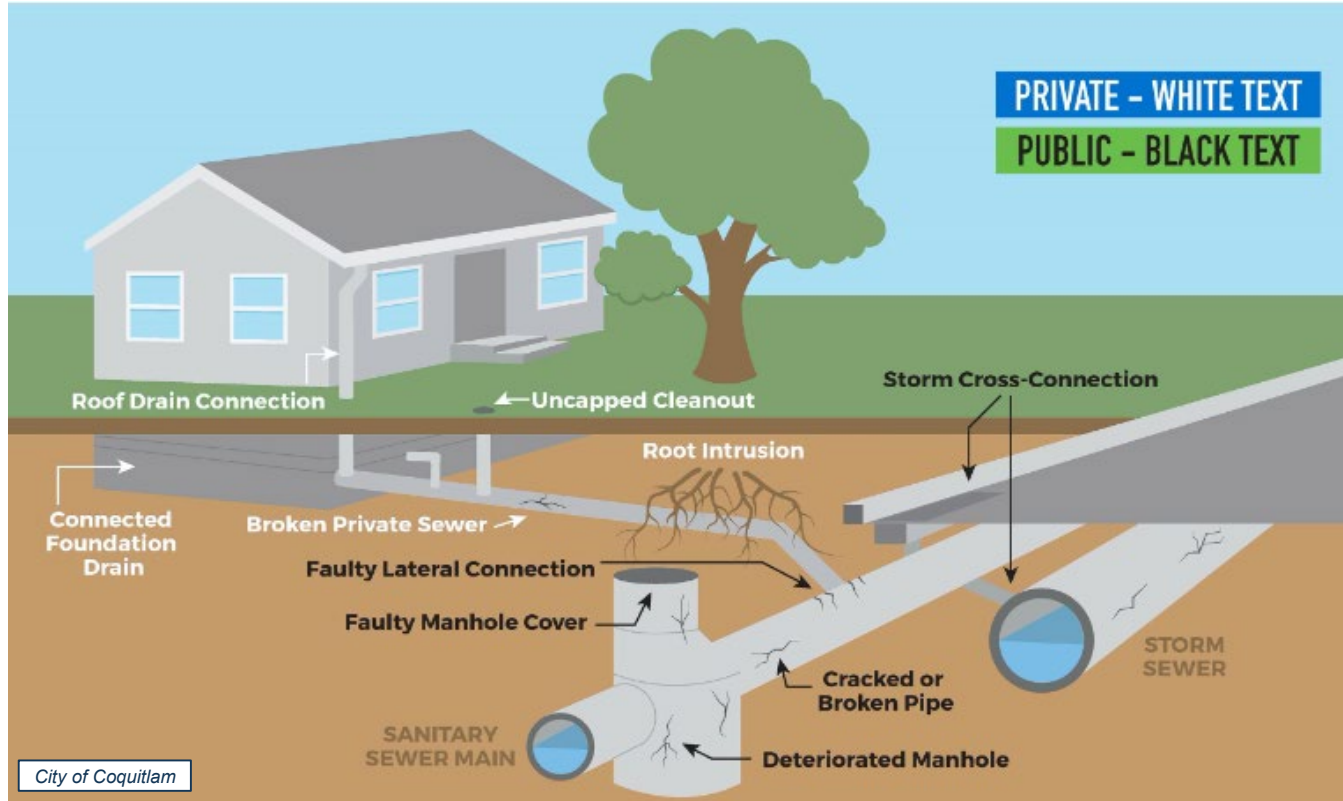 PRIVATE – WHITE TEXT
PUBLIC – BLACK TEXT
Storm Cross-Connection
Roof Drain Connection
Uncapped Cleanout
Root Intrusion
Connected
Foundation
Drain
Broken Private Sewer
Faulty Lateral Connection
Faulty Manhole Cover
STORM
SEWER
Cracked or
Broken Pipe
SANITARY
SEWER MAIN
Deteriorated Manhole
City of Coquitlam